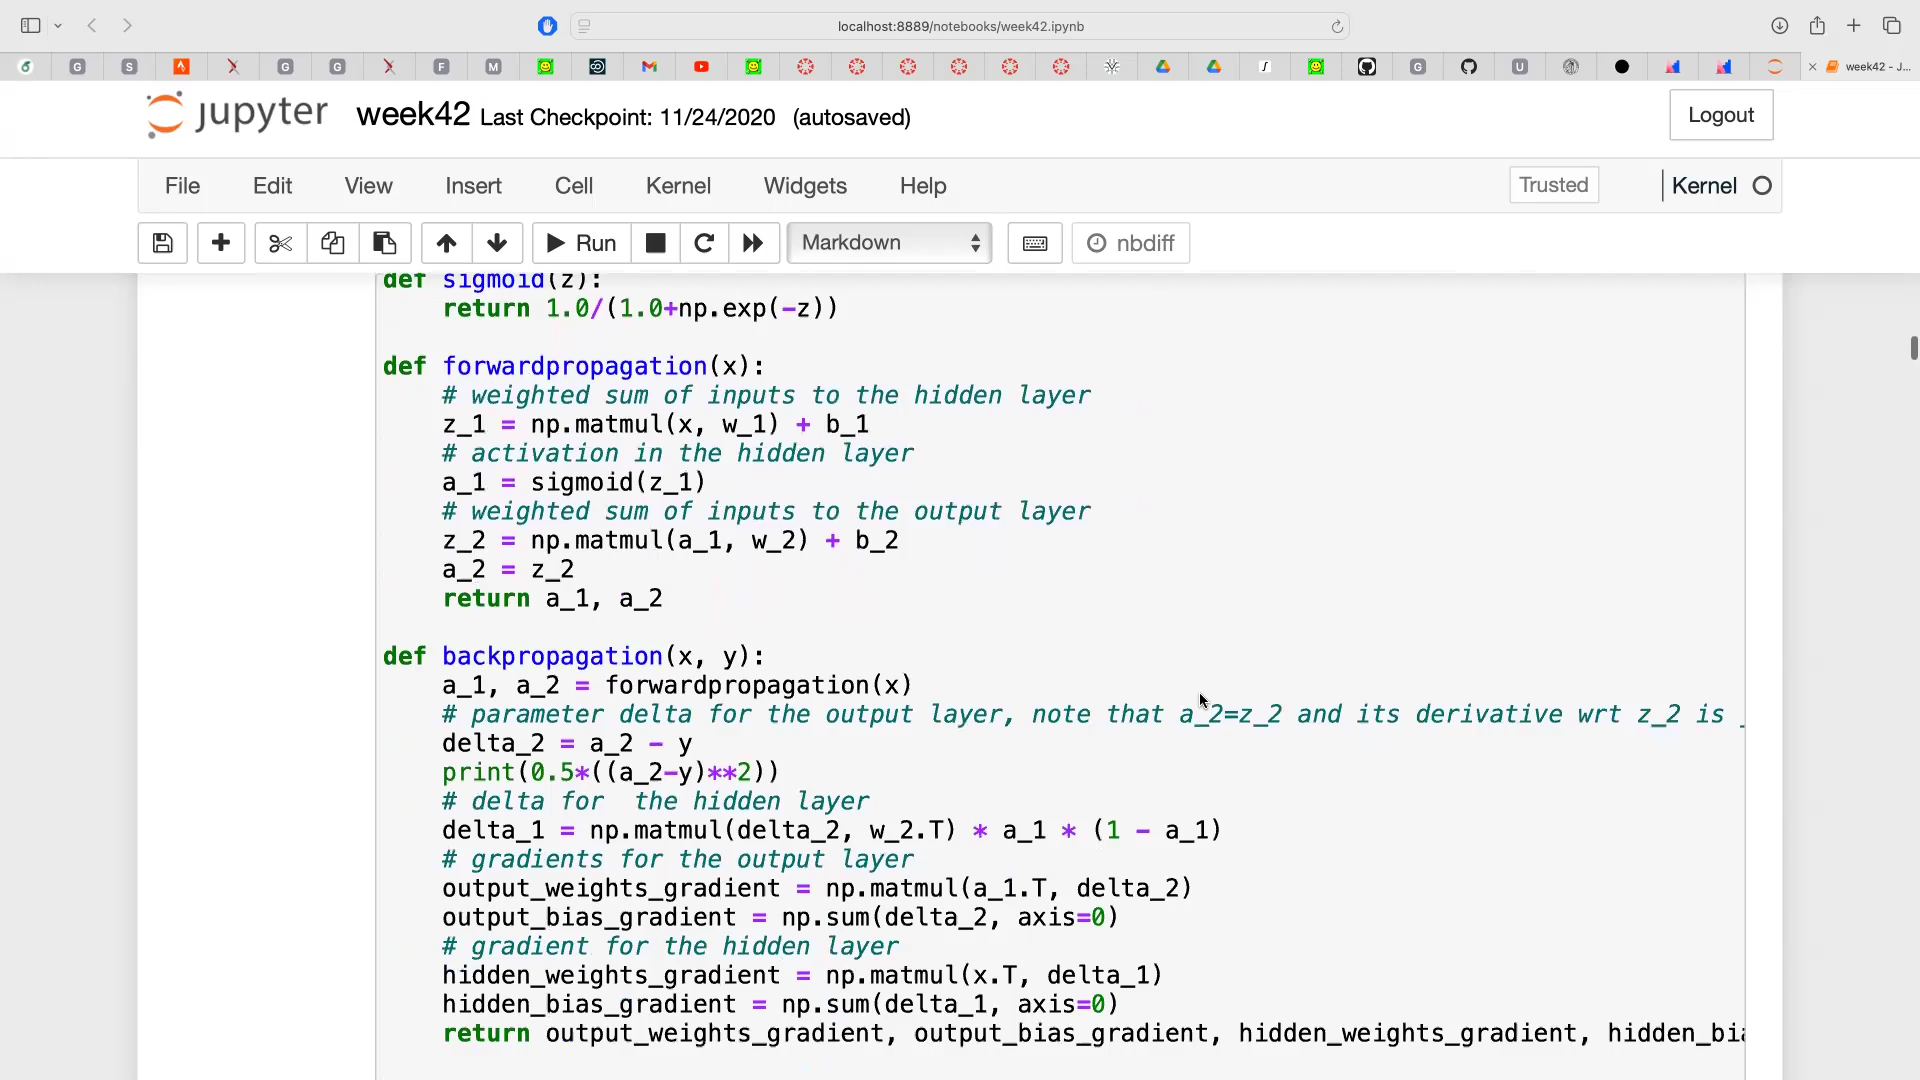 localhost:8889/notebooks/week42.ipynb
week42 - J...
jupyter week42 Last Checkpoint: 11/24/2020 (autosaved)
Logout
File Edit View Insert Cell Kernel Widgets Help
Trusted
Kernel
Run
Markdown
nbdiff
def sigmoid(z):
    return 1.0/(1.0+np.exp(-z))
def forwardpropagation(x):
    # weighted sum of inputs to the hidden layer
    z_1 = np.matmul(x, w_1) + b_1
    # activation in the hidden layer
    a_1 = sigmoid(z_1)
    # weighted sum of inputs to the output layer
    z_2 = np.matmul(a_1, w_2) + b_2
    a_2 = z_2
    return a_1, a_2
def backpropagation(x, y):
    a_1, a_2 = forwardpropagation(x)
    # parameter delta for the output layer, note that a_2=z_2 and its derivative wrt z_2 is
    delta_2 = a_2 - y
    print(0.5*((a_2-y)**2))
    # delta for  the hidden layer
    delta_1 = np.matmul(delta_2, w_2.T) * a_1 * (1 - a_1)
    # gradients for the output layer
    output_weights_gradient = np.matmul(a_1.T, delta_2)
    output_bias_gradient = np.sum(delta_2, axis=0)
    # gradient for the hidden layer
    hidden_weights_gradient = np.matmul(x.T, delta_1)
    hidden_bias_gradient = np.sum(delta_1, axis=0)
    return output_weights_gradient, output_bias_gradient, hidden_weights_gradient, hidden_bia